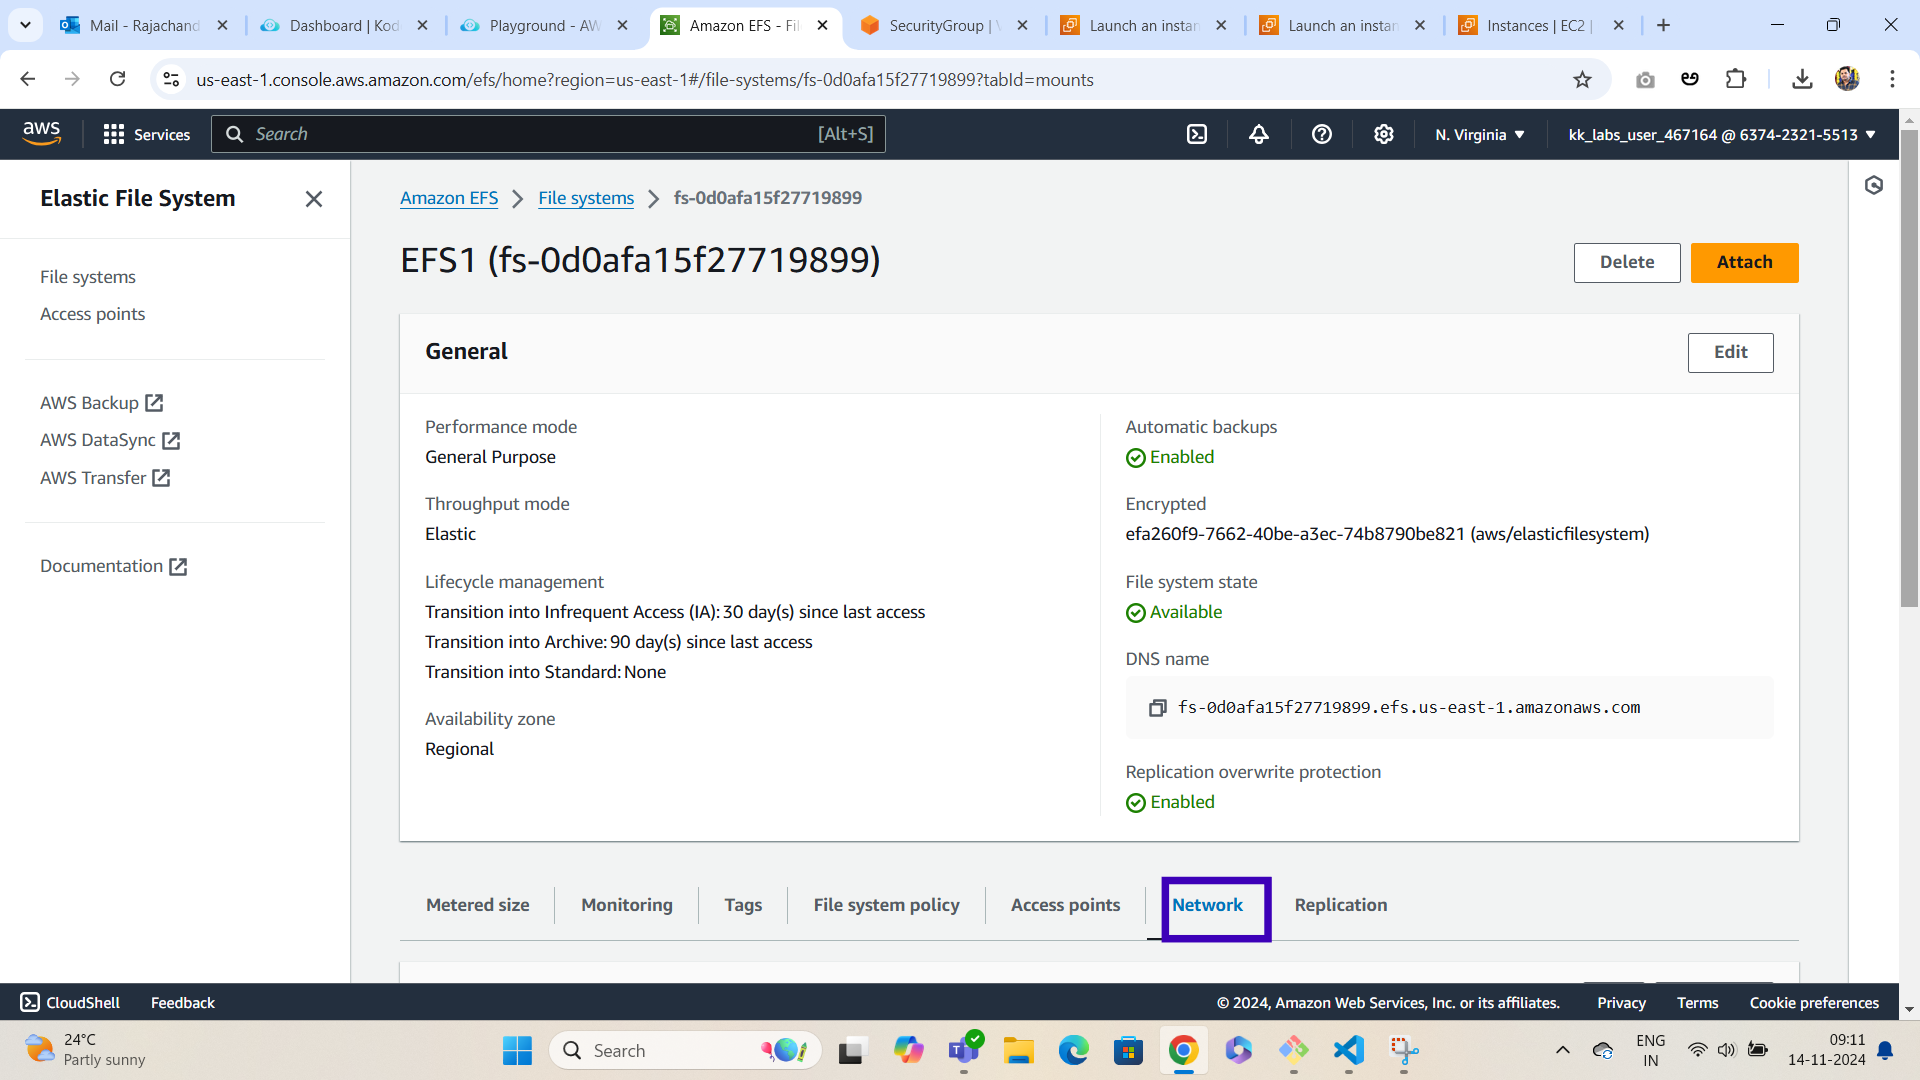 Mail - Rajachand
Dashboard | Kod
Playground - AW
Amazon EFS - Fil
SecurityGroup | V
Launch an instan
Launch an instan
Instances | EC2 |
us-east-1.console.aws.amazon.com/efs/home?region=us-east-1#/file-systems/fs-0d0afa15f27719899?tabId=mounts
aws
Services
Search
[Alt+S]
N. Virginia
kk_labs_user_467164 @ 6374-2321-5513
Elastic File System
File systems
Access points
AWS Backup
AWS DataSync
AWS Transfer
Documentation
Amazon EFS
File systems
fs-0d0afa15f27719899
EFS1 (fs-0d0afa15f27719899)
Delete
Attach
General
Edit
Performance mode
General Purpose
Throughput mode
Elastic
Lifecycle management
Transition into Infrequent Access (IA): 30 day(s) since last access
Transition into Archive: 90 day(s) since last access
Transition into Standard: None
Availability zone
Regional
Automatic backups
Enabled
Encrypted
efa260f9-7662-40be-a3ec-74b8790be821 (aws/elasticfilesystem)
File system state
Available
DNS name
fs-0d0afa15f27719899.efs.us-east-1.amazonaws.com
Replication overwrite protection
Enabled
Metered size
Monitoring
Tags
File system policy
Access points
Network
Replication
CloudShell
Feedback
© 2024, Amazon Web Services, Inc. or its affiliates.
Privacy
Terms
Cookie preferences
24°C
Partly sunny
Search
ENG
IN
09:11
14-11-2024